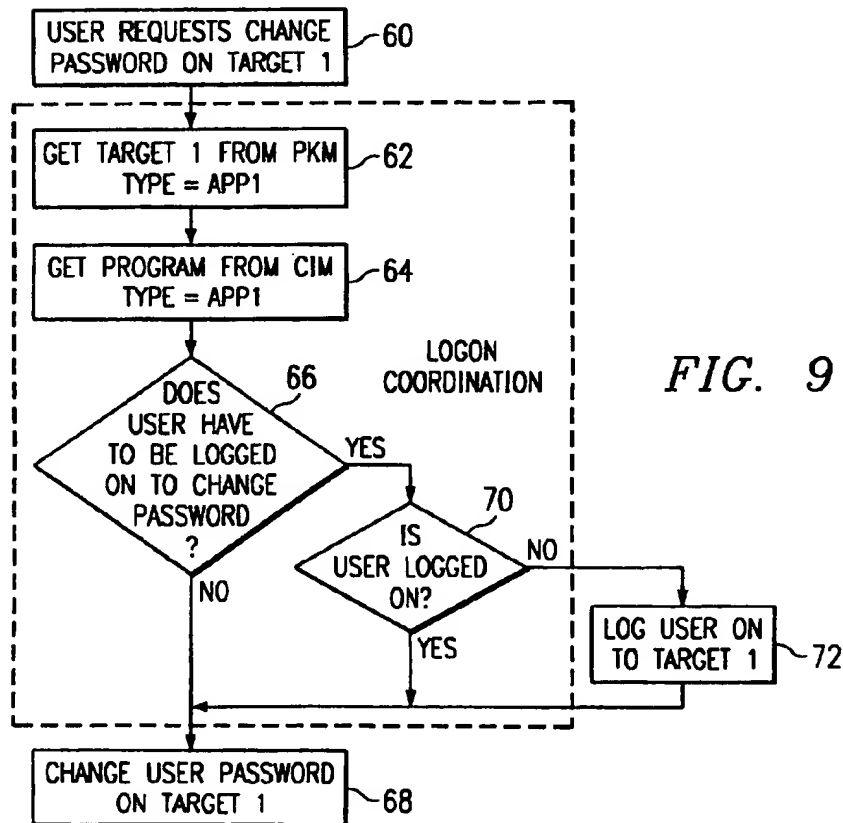 USER REQUESTS CHANGE
PASSWORD ON TARGET 1
60
GET TARGET 1 FROM PKM
TYPE = APP1
62
GET PROGRAM FROM CIM
TYPE = APP1
64
LOGON
COORDINATION
FIG. 9
DOES
USER HAVE
TO BE LOGGED
ON TO CHANGE
PASSWORD
?
66
YES
NO
IS
USER LOGGED
ON?
70
NO
YES
LOG USER ON
TO TARGET 1
72
CHANGE USER PASSWORD
ON TARGET 1
68